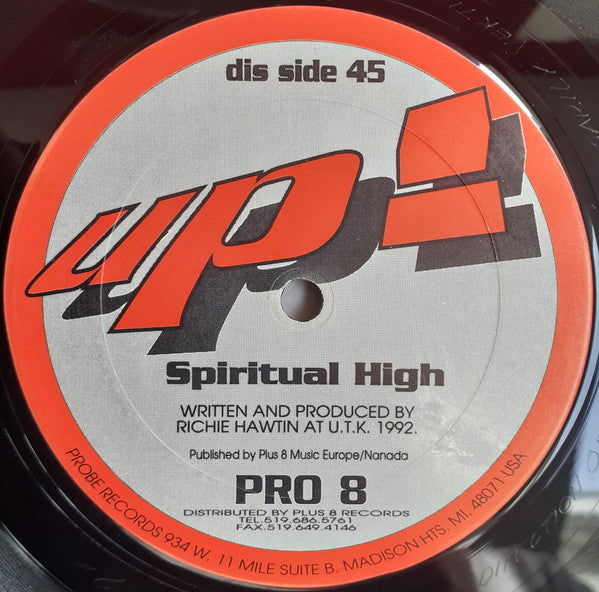 dis side 45
up!
Spiritual High
WRITTEN AND PRODUCED BY
RICHIE HAWTIN AT U.T.K. 1992.
Published by Plus 8 Music Europe/Nanada
PRO 8
DISTRIBUTED BY PLUS 8 RECORDS
TEL.519.686.5761
FAX.519.649.4146
PROBE RECORDS 934 W. 11 MILE SUITE B. MADISON HTS. MI. 48071 USA